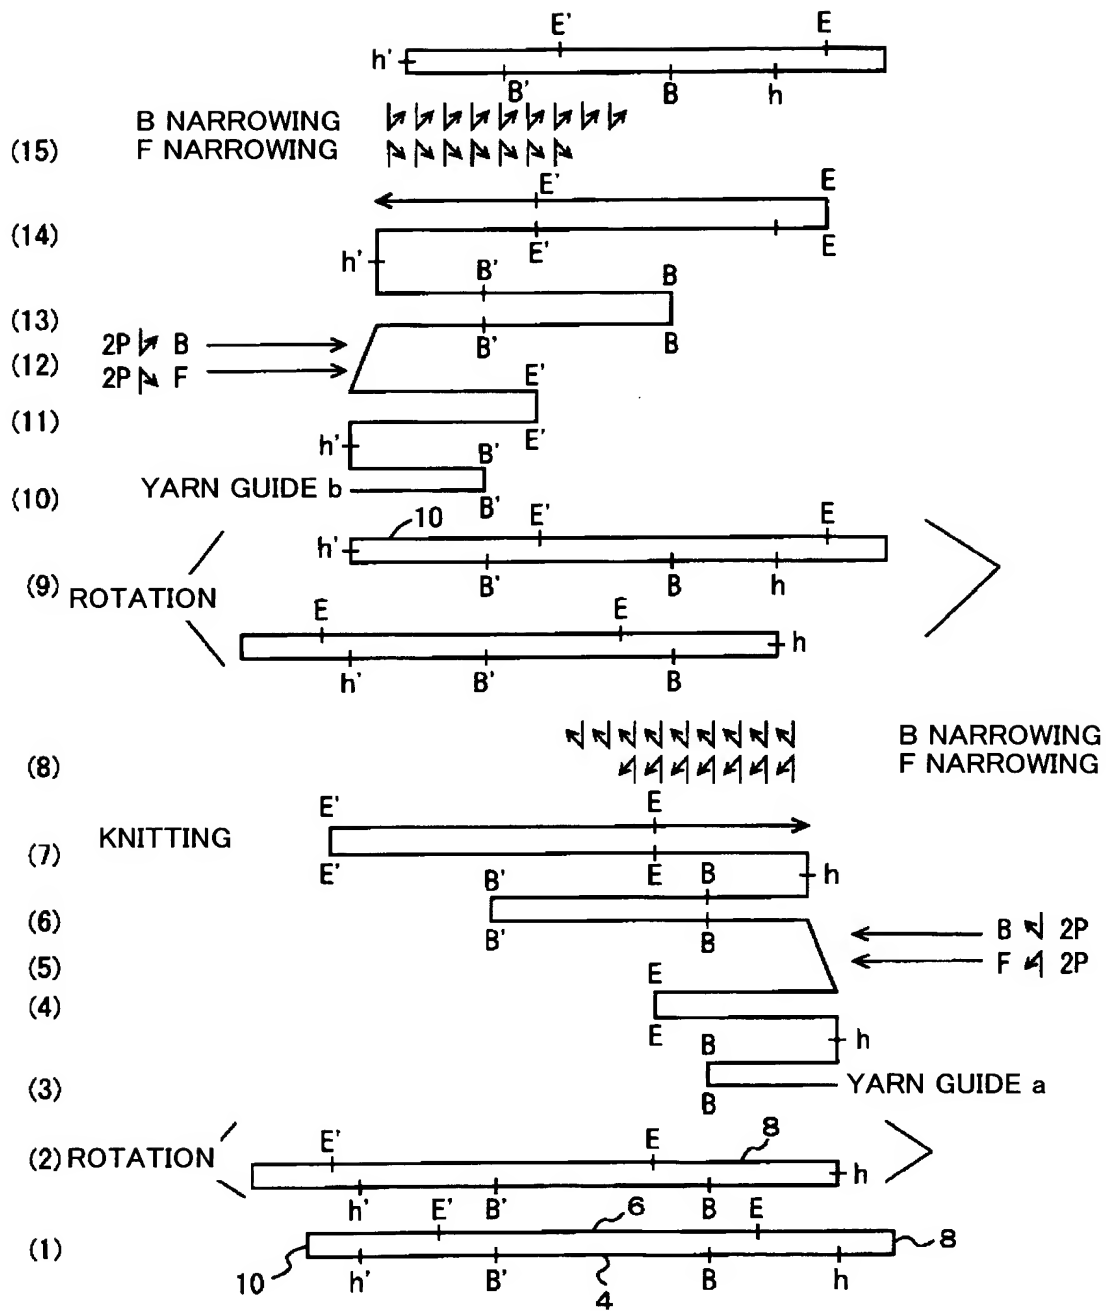 E' E
h'
B' B h
B NARROWING
(15) F NARROWING
E' E
(14)
E' E
h'
B' B
(13)
B' B
2P B
(12)
2P F
E'
(11)
E'
h'
B'
(10) YARN GUIDE b
B'
10 E' E
h'
B' B h
(9) ROTATION
E E
h
h' B' B
B NARROWING
(8) F NARROWING
E' E
KNITTING
(7)
E' E B
h
B'
(6)
B' B
B 2P
(5)
F 2P
E
(4)
E
h
B
(3) YARN GUIDE a
B
E' E 8
(2) ROTATION
h
h' B' B
E' 6 E
(1) 8
10
h' B' B h
4